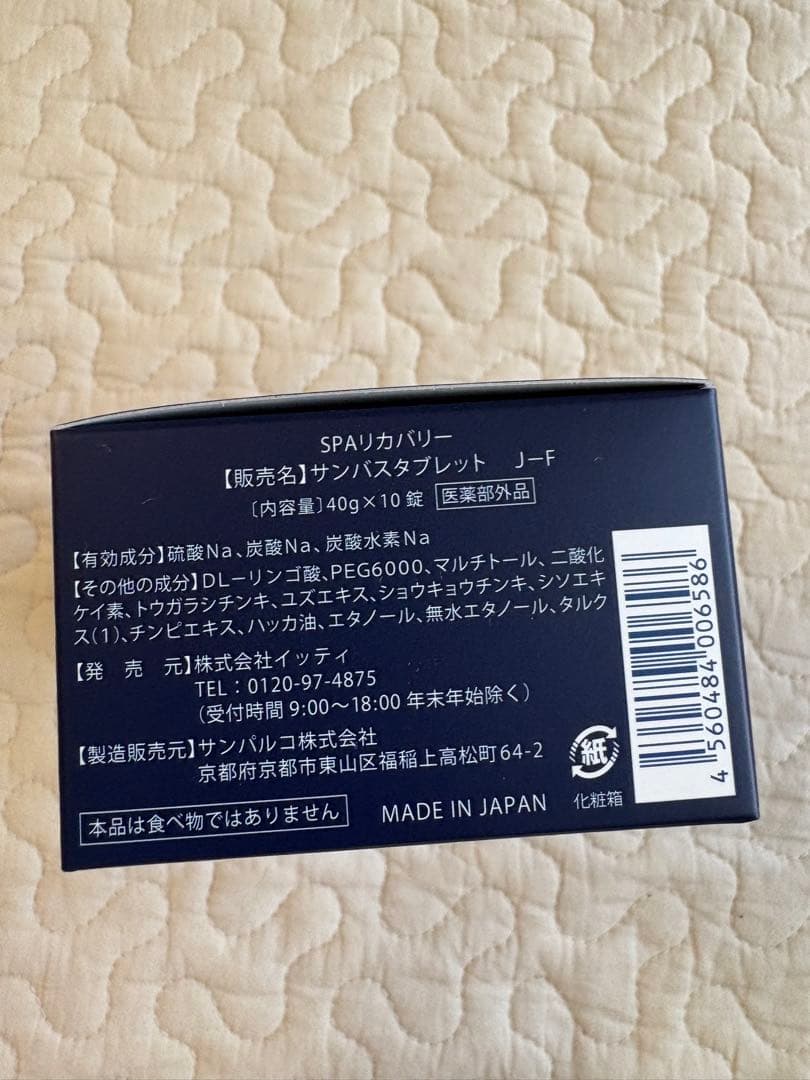 SPAリカバリー
【販売名】サンバスタブレット J－F
〔内容量〕40g×10錠 医薬部外品
【有効成分】硫酸Na、炭酸Na、炭酸水素Na
【その他の成分】DL－リンゴ酸、PEG6000、マルチトール、二酸化
ケイ素、トウガラシチンキ、ユズエキス、ショウキョウチンキ、シソエキ
ス(1)、チンピエキス、ハッカ油、エタノール、無水エタノール、タルク
【発 売 元】株式会社イッティ
TEL：0120-97-4875
（受付時間 9:00～18:00 年末年始除く）
【製造販売元】サンパルコ株式会社
京都府京都市東山区福稲上高松町64-2
本品は食べ物ではありません
MADE IN JAPAN
紙
化粧箱
4 560484 006586